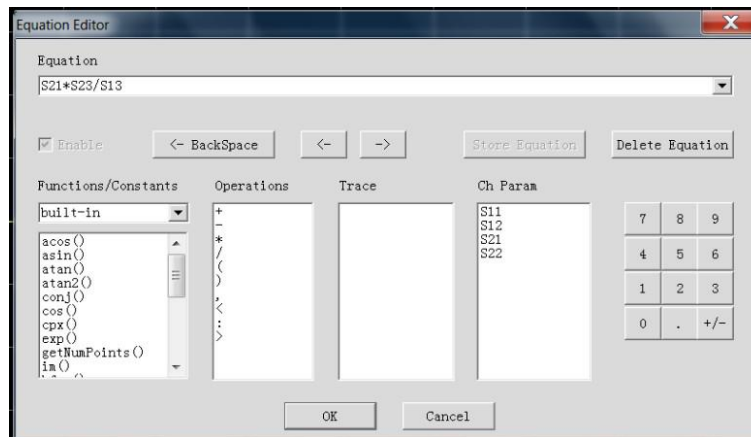 Equation Editor
X
Equation
S21*S23/S13
Enable
<- BackSpace
<-
->
Store Equation
Delete Equation
Functions/Constants
Operations
Trace
Ch Param
built-in
acos()
asin()
atan()
atan2()
conj()
cos()
cpx()
exp()
getNumPoints()
im()
+
-
*
/
(
)
,
<
:
>
S11
S12
S21
S22
7 8 9
4 5 6
1 2 3
0 . +/-
OK
Cancel